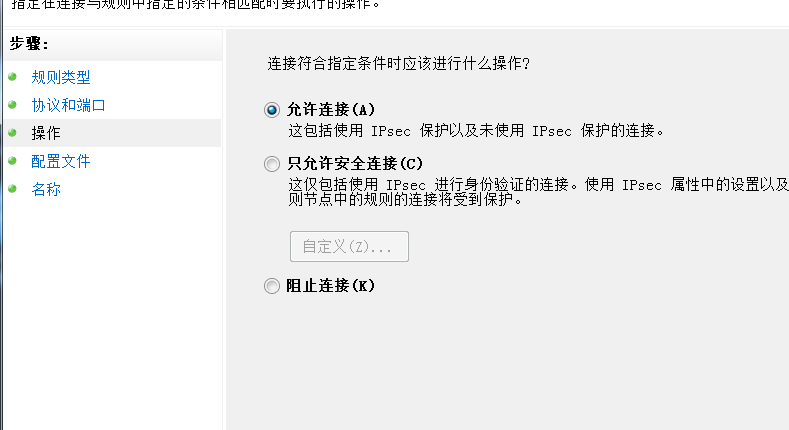 指定在连接与规则中指定的条件相匹配时要执行的操作。
步骤:
规则类型
协议和端口
操作
配置文件
名称
连接符合指定条件时应该进行什么操作?
允许连接(A)
这包括使用 IPsec 保护以及未使用 IPsec 保护的连接。
只允许安全连接(C)
这仅包括使用 IPsec 进行身份验证的连接。使用 IPsec 属性中的设置以及
则节点中的规则的连接将受到保护。
自定义(Z)...
阻止连接(K)